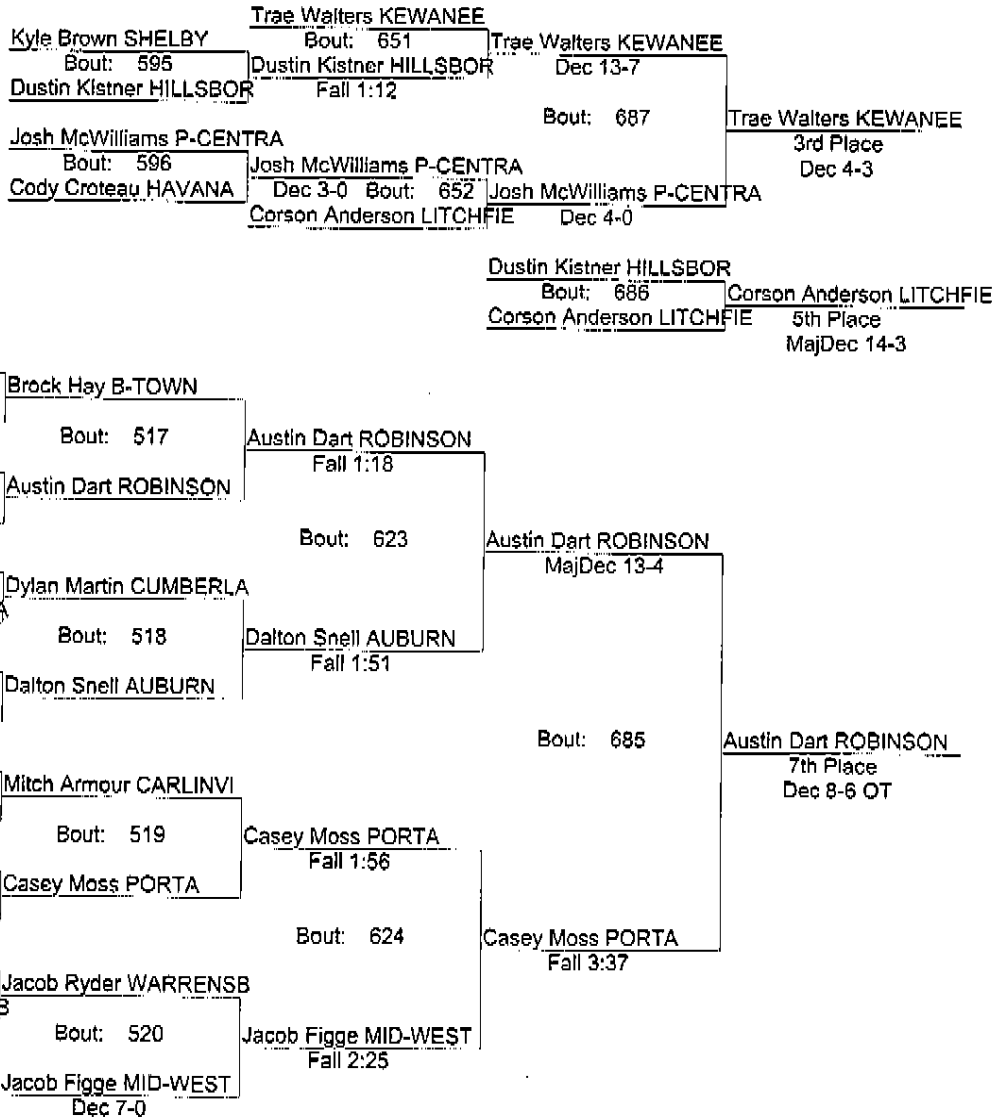 Trae Walters KEWANEE
Kyle Brown SHELBY
Bout: 651
Trae Walters KEWANEE
Bout: 595
Dustin Kistner HILLSBOR
Dec 13-7
Dustin Kistner HILLSBOR
Fall 1:12
Bout: 687
Trae Walters KEWANEE
3rd Place
Dec 4-3
Josh McWilliams P-CENTRA
Bout: 596
Josh McWilliams P-CENTRA
Cody Croteau HAVANA
Dec 3-0 Bout: 652
Josh McWilliams P-CENTRA
Corson Anderson LITCHFIE
Dec 4-0
Dustin Kistner HILLSBOR
Bout: 686
Corson Anderson LITCHFIE
Corson Anderson LITCHFIE
5th Place
MajDec 14-3
Brock Hay B-TOWN
Bout: 517
Austin Dart ROBINSON
Fall 1:18
Austin Dart ROBINSON
Bout: 623
Austin Dart ROBINSON
MajDec 13-4
Dylan Martin CUMBERLA
Bout: 518
Dalton Snell AUBURN
Fall 1:51
Dalton Snell AUBURN
Bout: 685
Austin Dart ROBINSON
7th Place
Dec 8-6 OT
Mitch Armour CARLINVI
Bout: 519
Casey Moss PORTA
Fall 1:56
Casey Moss PORTA
Bout: 624
Casey Moss PORTA
Fall 3:37
Jacob Ryder WARRENSB
Bout: 520
Jacob Figge MID-WEST
Fall 2:25
Jacob Figge MID-WEST
Dec 7-0